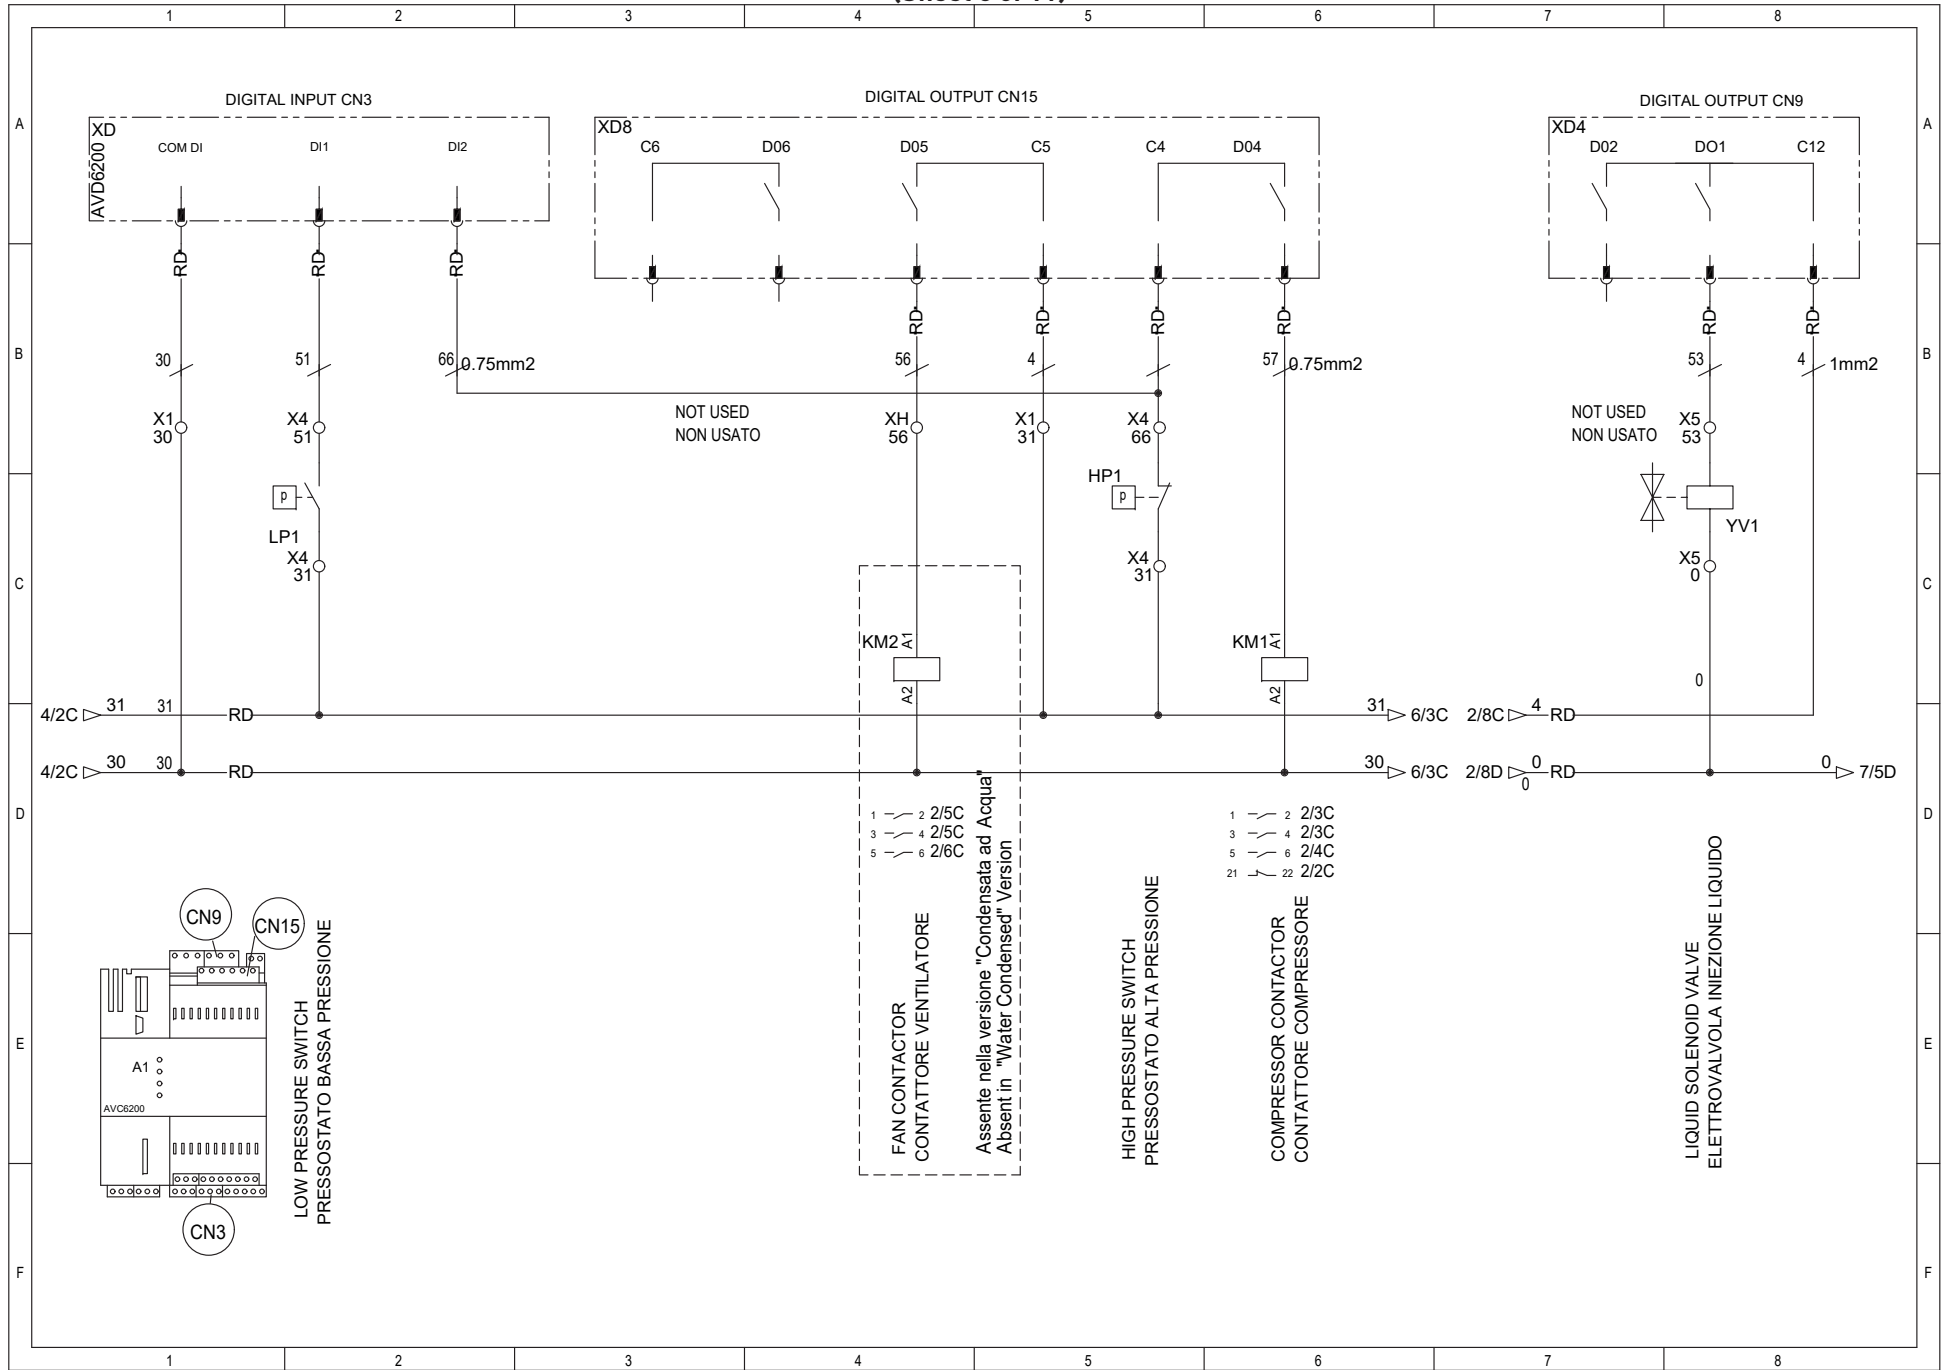 1 2 3 4 5 6 7 8
DIGITAL INPUT CN3
DIGITAL OUTPUT CN15
DIGITAL OUTPUT CN9
A
A
XD
AVD6200
COM DI DI1 DI2
XD8
C6 D06 D05 C5 C4 D04
XD4
D02 DO1 C12
RD RD RD
RD RD RD RD
RD RD
B
B
30 51 66 0.75mm2
56 4 57 0.75mm2
53 4 1mm2
NOT USED
NON USATO
NOT USED
NON USATO
X1
30
X4
51
XH
56
X1
31
X4
66
X5
53
p
LP1
X4
31
HP1
p
X4
31
YV1
X5
0
C
C
KM2 A1
A2
KM1 A1
A2
0
4/2C 31 31 RD 31 6/3C
2/8C 4 RD
4/2C 30 30 RD 30 6/3C
2/8D 0 RD 0 7/5D
0
D
D
1 2 2/5C
3 4 2/5C
5 6 2/6C
1 2 2/3C
3 4 2/3C
5 6 2/4C
21 22 2/2C
CN9
CN15
A1
AVC6200
CN3
LOW PRESSURE SWITCH
PRESSOSTATO BASSA PRESSIONE
FAN CONTACTOR
CONTATTORE VENTILATORE
Assente nella versione "Condensata ad Acqua"
Absent in "Water Condensed" Version
HIGH PRESSURE SWITCH
PRESSOSTATO ALTA PRESSIONE
COMPRESSOR CONTACTOR
CONTATTORE COMPRESSORE
LIQUID SOLENOID VALVE
ELETTROVALVOLA INIEZIONE LIQUIDO
E
E
F
F
1 2 3 4 5 6 7 8